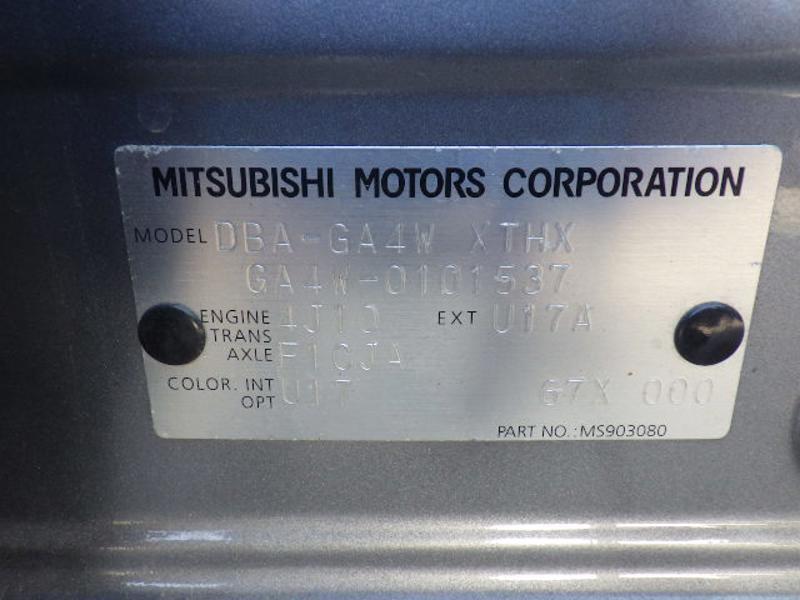 MITSUBISHI MOTORS CORPORATION
MODEL DBA-GA4W XTHX
GA4W-0101537
ENGINE 4J10 EXT U17A
TRANS
AXLE F1CJA
COLOR. INT U17 67X 000
OPT
PART NO.: MS903080